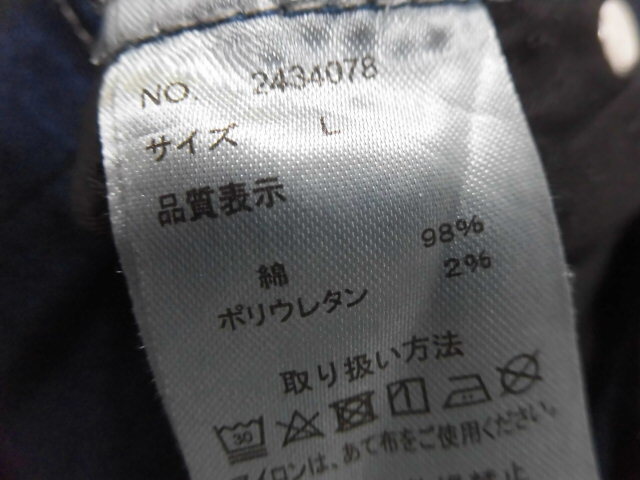 NO. 2434078
サイズ L
品質表示
綿 98%
ポリウレタン 2%
取り扱い方法
30
アイロンは、あて布をご使用ください